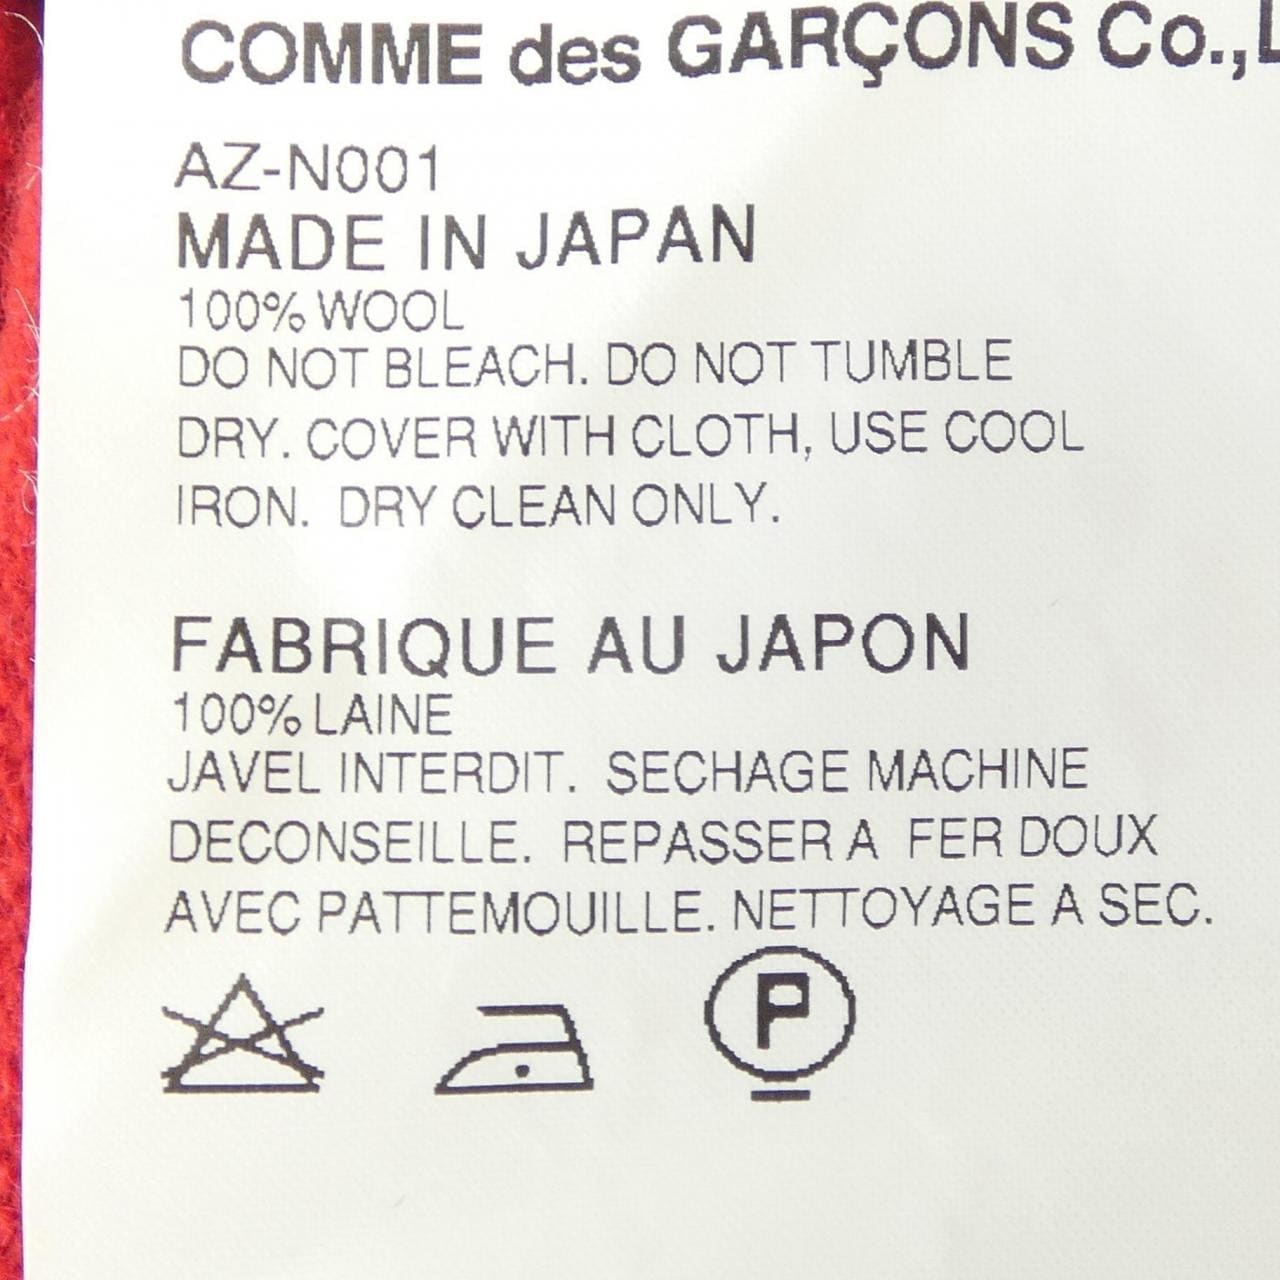 COMME des GARÇONS Co.,L
AZ-N001
MADE IN JAPAN
100% WOOL
DO NOT BLEACH. DO NOT TUMBLE
DRY. COVER WITH CLOTH, USE COOL
IRON. DRY CLEAN ONLY.
FABRIQUE AU JAPON
100% LAINE
JAVEL INTERDIT. SECHAGE MACHINE
DECONSEILLE. REPASSER A FER DOUX
AVEC PATTEMOUILLE. NETTOYAGE A SEC.
P